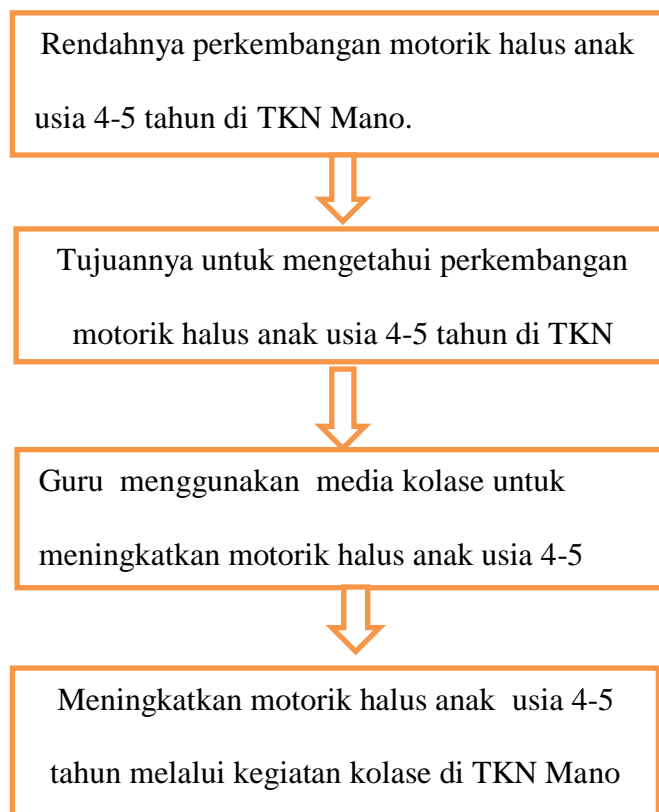 Rendahnya perkembangan motorik halus anak
usia 4-5 tahun di TKN Mano.
Tujuannya untuk mengetahui perkembangan
motorik halus anak usia 4-5 tahun di TKN
Guru menggunakan media kolase untuk
meningkatkan motorik halus anak usia 4-5
Meningkatkan motorik halus anak usia 4-5
tahun melalui kegiatan kolase di TKN Mano